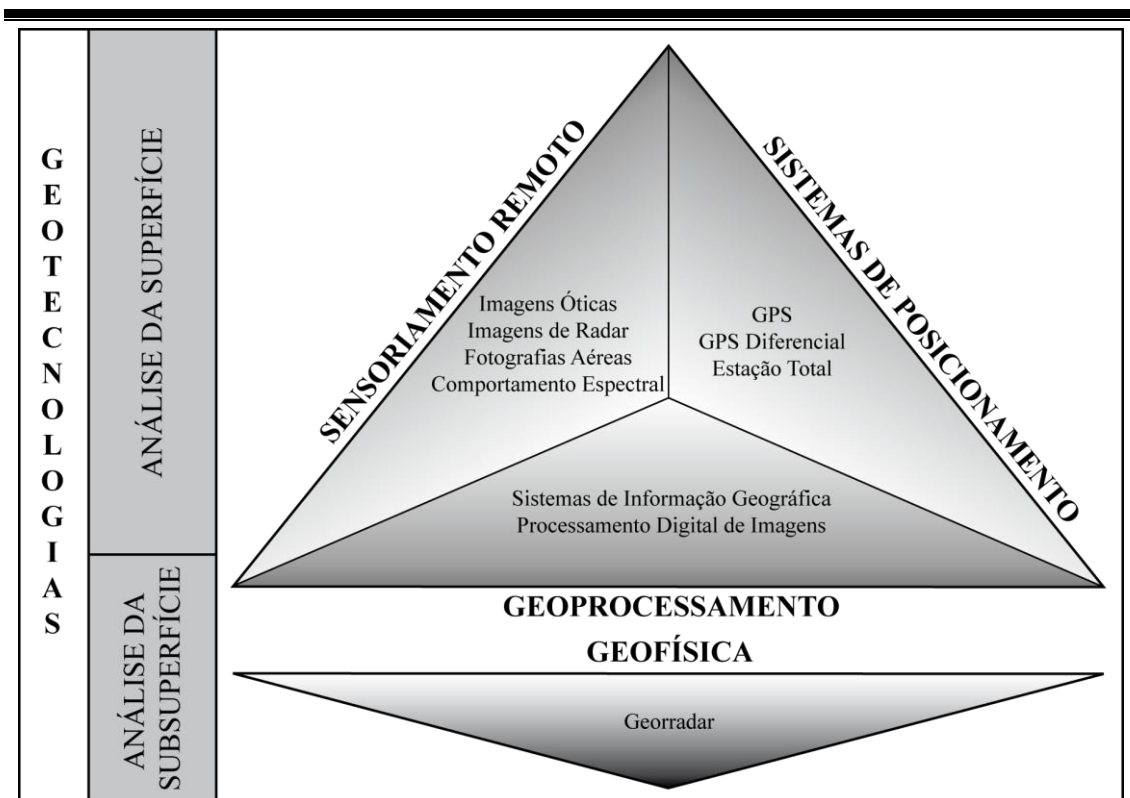 GEOTECNOLOGIAS
ANÁLISE DA SUPERFÍCIE
SENSORIAMENTO REMOTO
SISTEMAS DE POSICIONAMENTO
Imagens Óticas
Imagens de Radar
Fotografias Aéreas
Comportamento Espectral
GPS
GPS Diferencial
Estação Total
Sistemas de Informação Geográfica
Processamento Digital de Imagens
GEOPROCESSAMENTO
ANÁLISE DA
SUBSUPERFÍCIE
GEOFÍSICA
Georradar